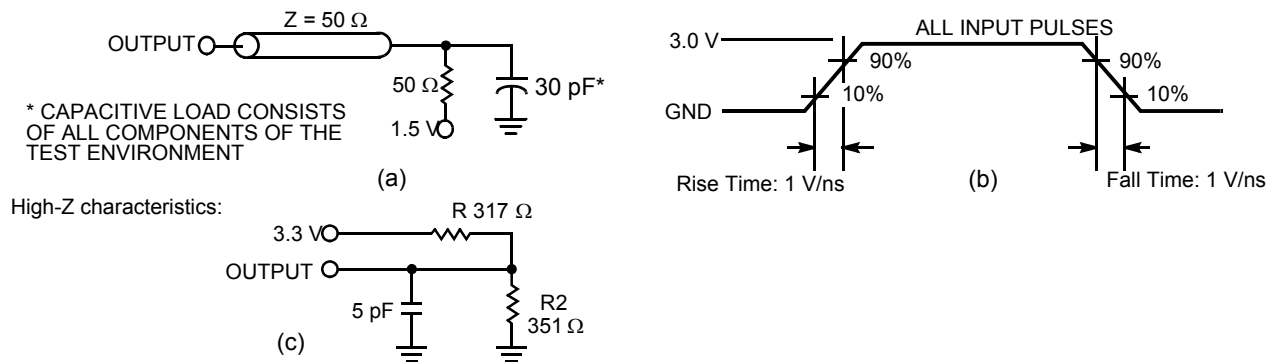 Z = 50 Ω
OUTPUT
50 Ω
30 pF*
1.5 V
* CAPACITIVE LOAD CONSISTS
OF ALL COMPONENTS OF THE
TEST ENVIRONMENT
(a)
ALL INPUT PULSES
3.0 V
90%
90%
10%
10%
GND
Rise Time: 1 V/ns
(b)
Fall Time: 1 V/ns
High-Z characteristics:
R 317 Ω
3.3 V
OUTPUT
5 pF
R2
351 Ω
(c)